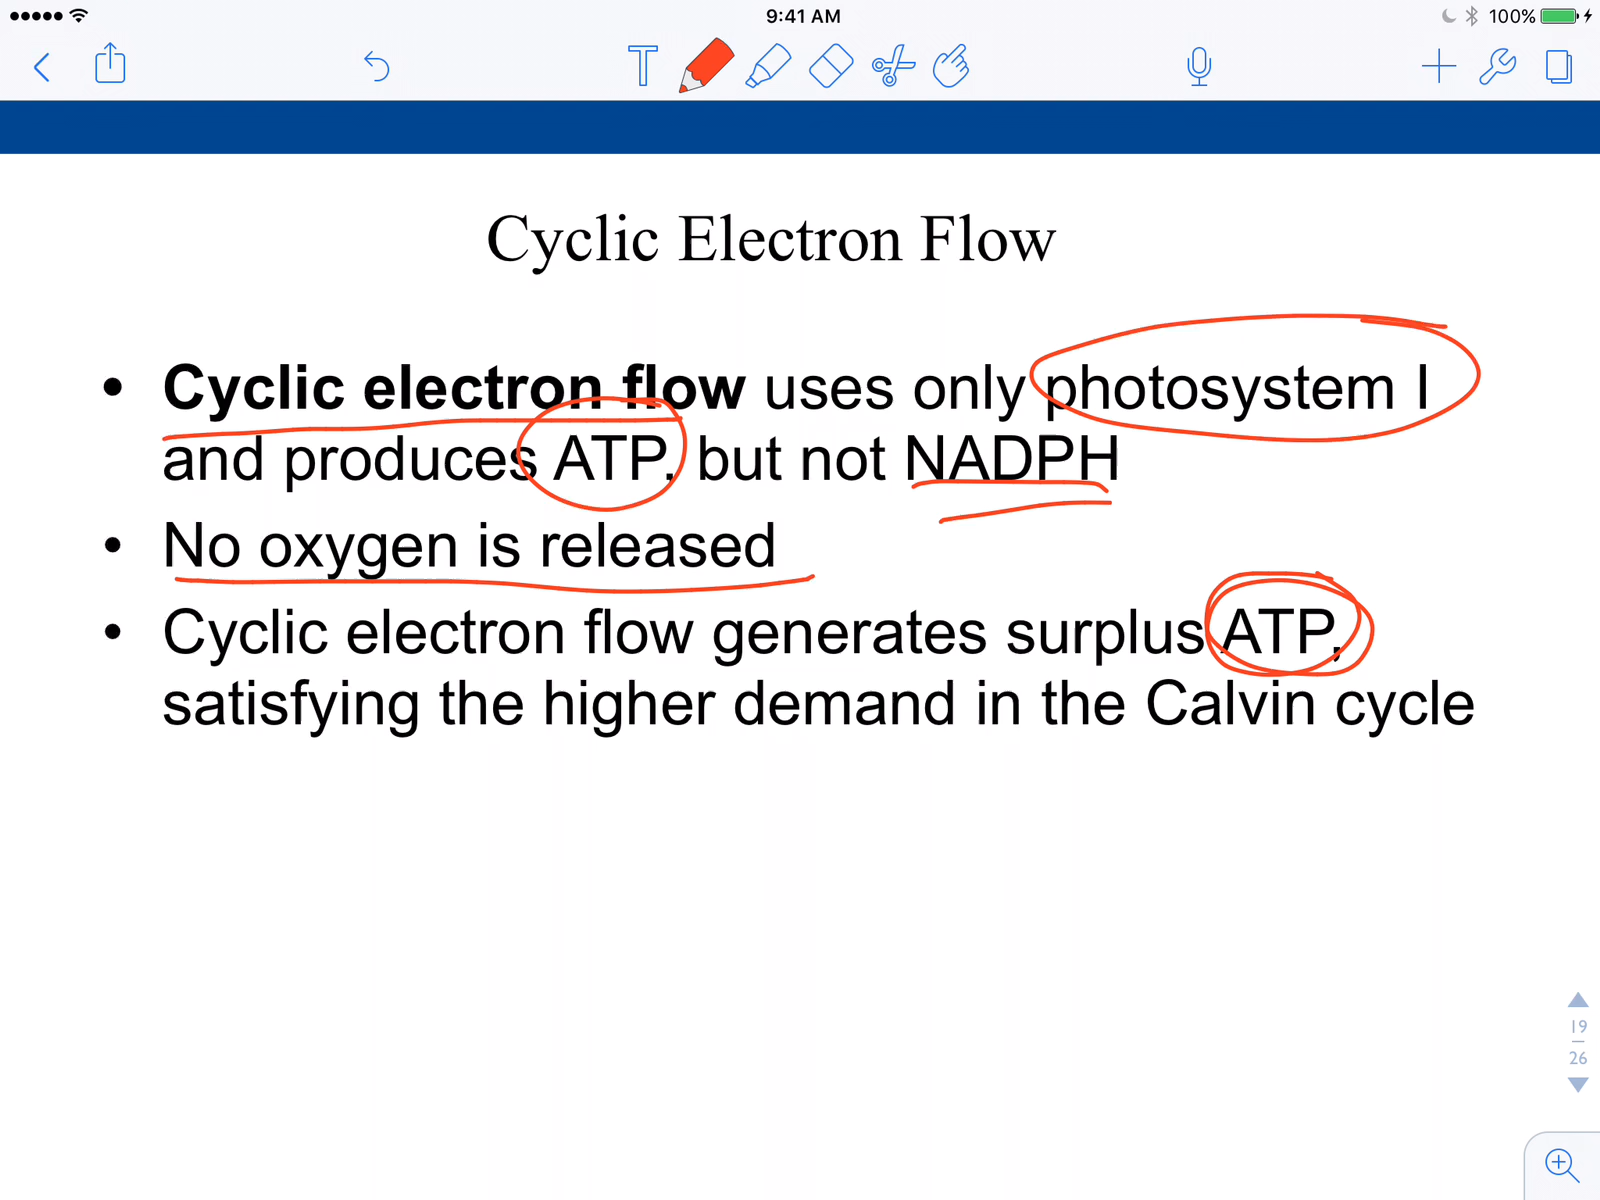 9:41 AM
100%
T
Cyclic Electron Flow
• Cyclic electron flow uses only photosystem I
and produces ATP, but not NADPH
• No oxygen is released
• Cyclic electron flow generates surplus ATP,
satisfying the higher demand in the Calvin cycle
19
26